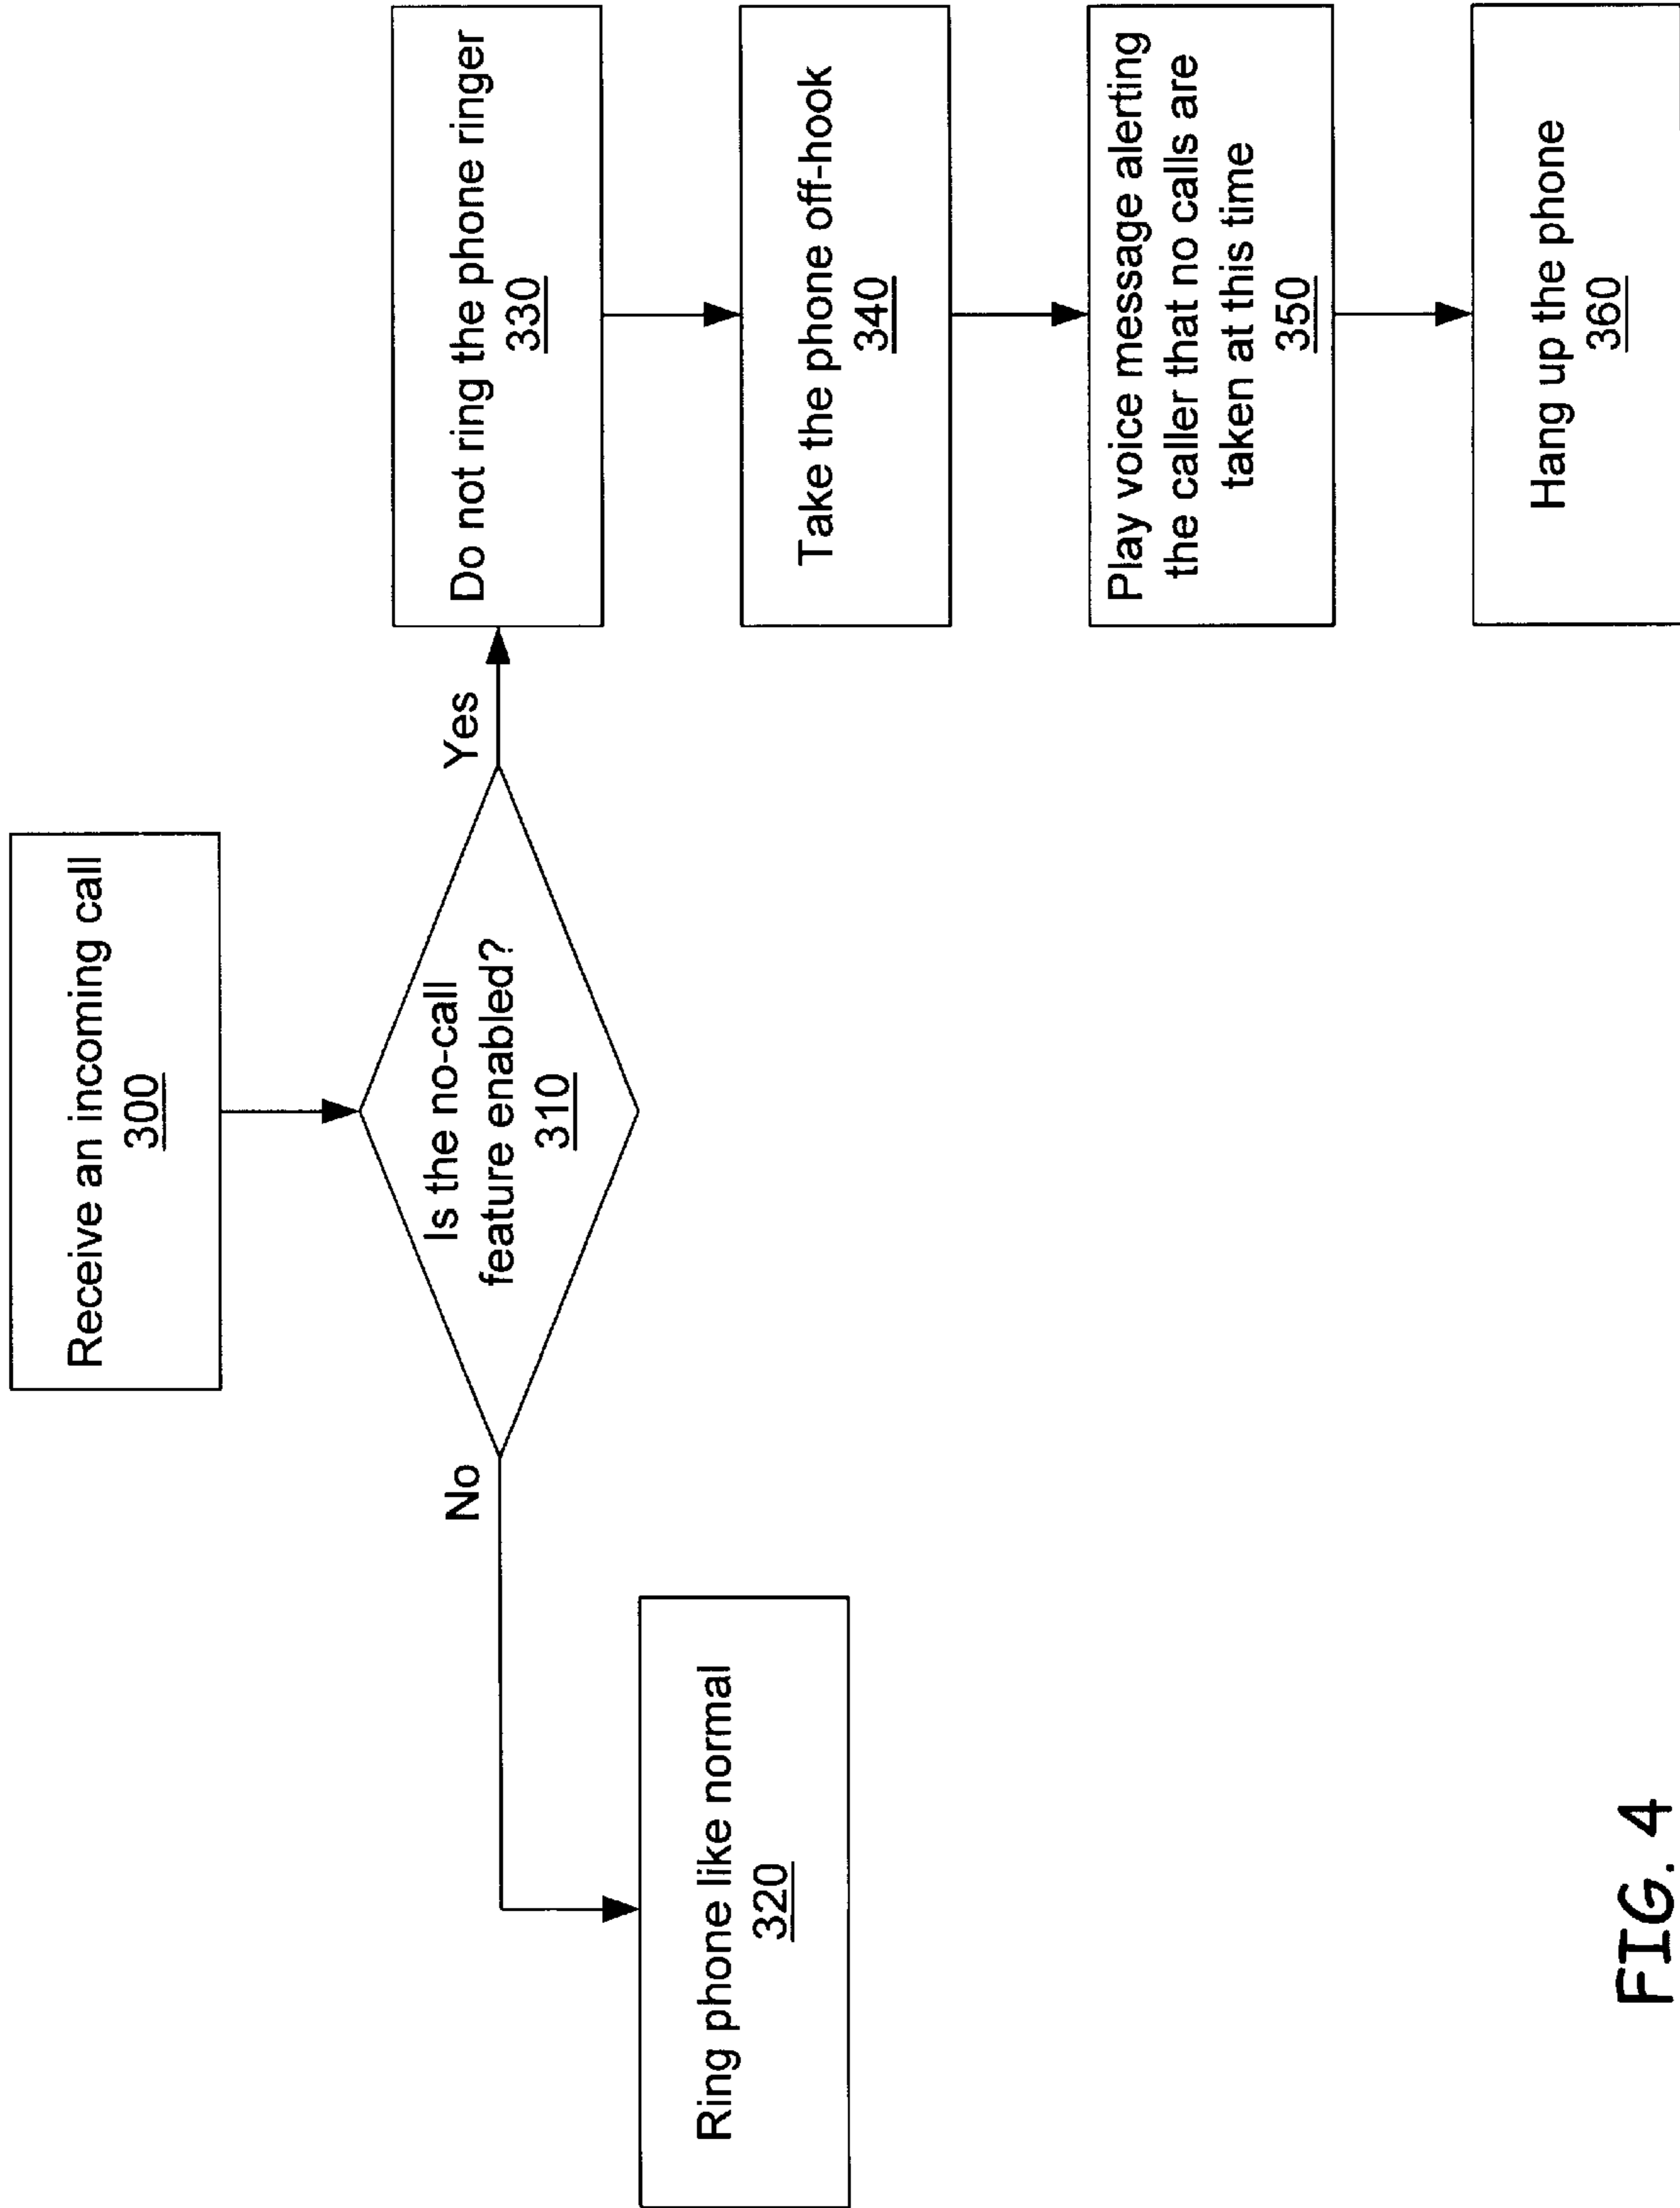 Receive an incoming call
300
Is the no-call
feature enabled?
310
No
Yes
Ring phone like normal
320
Do not ring the phone ringer
330
Take the phone off-hook
340
Play voice message alerting
the caller that no calls are
taken at this time
350
Hang up the phone
360
FIG. 4